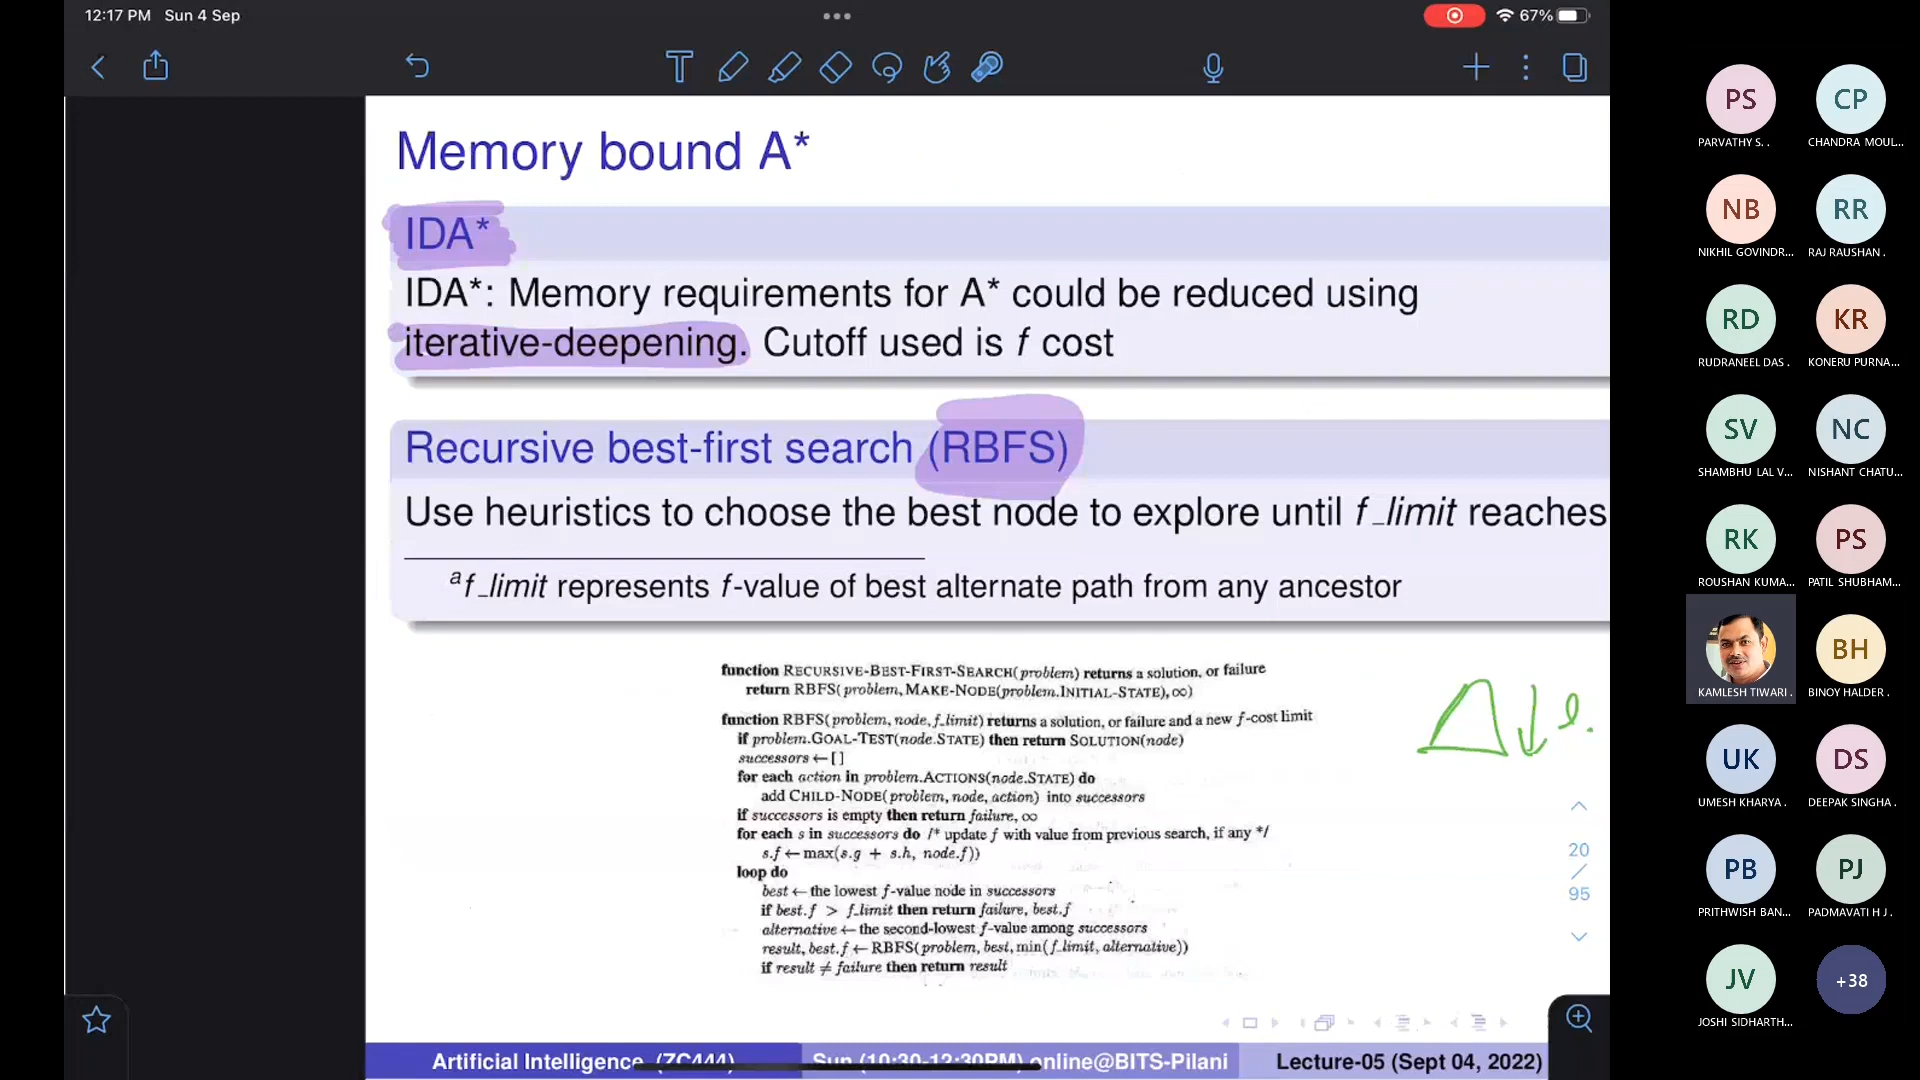 12:17 PM Sun 4 Sep
67%
Memory bound A*
IDA*
IDA*: Memory requirements for A* could be reduced using
iterative-deepening. Cutoff used is f cost
Recursive best-first search (RBFS)
Use heuristics to choose the best node to explore until f_limit reaches
a f_limit represents f-value of best alternate path from any ancestor
function RECURSIVE-BEST-FIRST-SEARCH(problem) returns a solution, or failure
return RBFS(problem, MAKE-NODE(problem.INITIAL-STATE), ∞)
function RBFS(problem, node, f_limit) returns a solution, or failure and a new f-cost limit
if problem.GOAL-TEST(node.STATE) then return SOLUTION(node)
successors ← [ ]
for each action in problem.ACTIONS(node.STATE) do
add CHILD-NODE(problem, node, action) into successors
if successors is empty then return failure, ∞
for each s in successors do /* update f with value from previous search, if any */
s.f ← max(s.g + s.h, node.f))
loop do
best ← the lowest f-value node in successors
if best.f > f_limit then return failure, best.f
alternative ← the second-lowest f-value among successors
result, best.f ← RBFS(problem, best, min(f_limit, alternative))
if result ≠ failure then return result
20
/
95
Artificial Intelligence (ZC444) Sun (10:30-12:30PM) online@BITS-Pilani Lecture-05 (Sept 04, 2022)
PS CP
PARVATHY S. . CHANDRA MOUL...
NB RR
NIKHIL GOVINDR... RAJ RAUSHAN .
RD KR
RUDRANEEL DAS . KONERU PURNA...
SV NC
SHAMBHU LAL V... NISHANT CHATU...
RK PS
ROUSHAN KUMA... PATIL SHUBHAM...
BH
KAMLESH TIWARI . BINOY HALDER .
UK DS
UMESH KHARYA . DEEPAK SINGHA .
PB PJ
PRITHWISH BAN... PADMAVATI H J .
JV +38
JOSHI SIDHARTH...